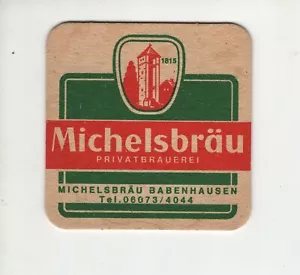 1815
Michelsbräu
PRIVATBRAUEREI
MICHELSBRÄU BABENHAUSEN
Tel.06073/4044